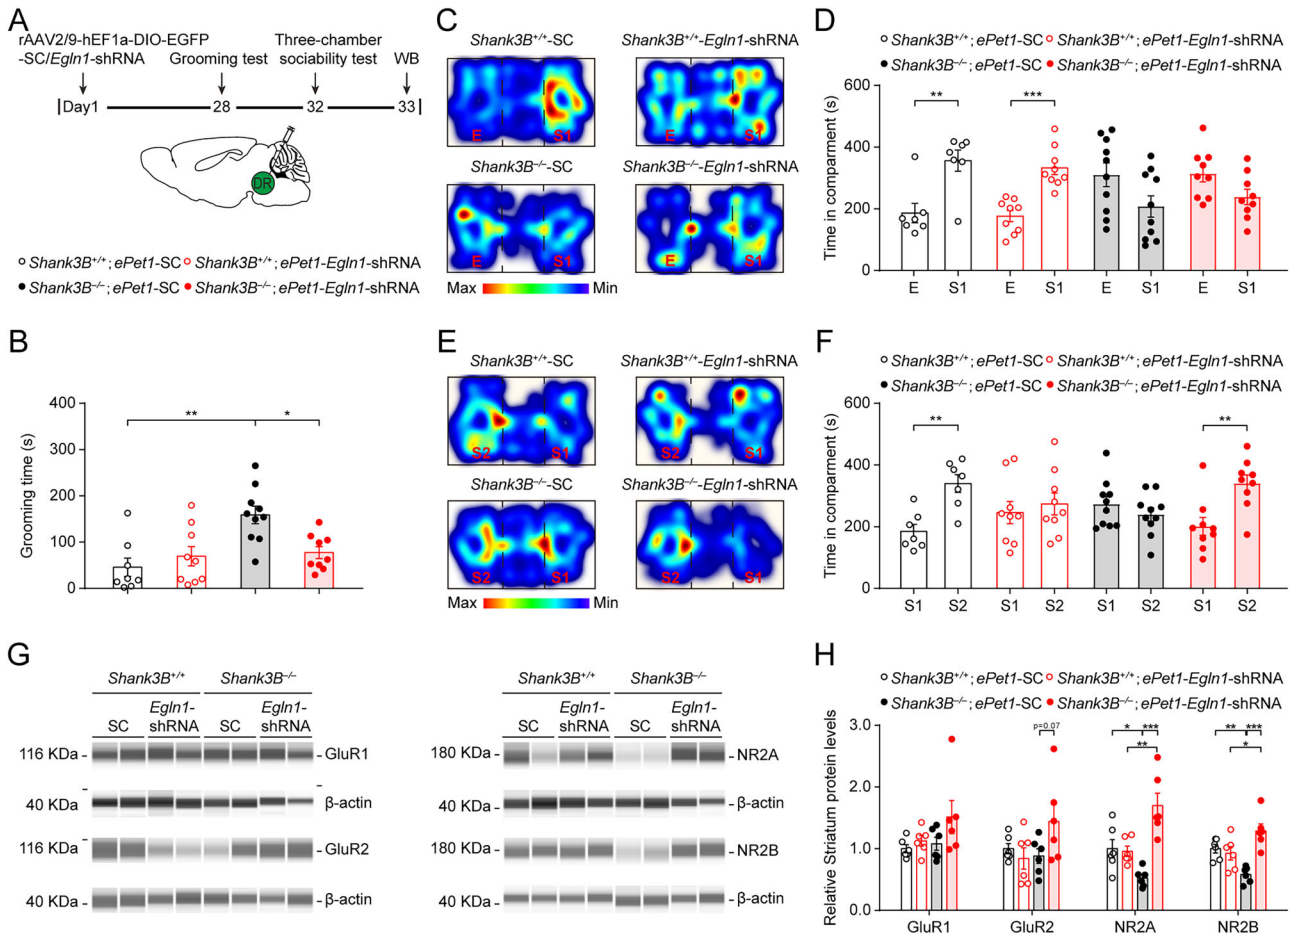 A
rAAV2/9-hEF1a-DIO-EGFP
-SC/Egln1-shRNA
Grooming test
Three-chamber
sociability test
WB
Day1
28
32
33
DR
Shank3B+/+; ePet1-SC
Shank3B+/+; ePet1-Egln1-shRNA
Shank3B–/–; ePet1-SC
Shank3B–/–; ePet1-Egln1-shRNA
B
Grooming time (s)
400
300
200
100
0
**
*
C
Shank3B+/+-SC
Shank3B+/+-Egln1-shRNA
E
S1
E
S1
Shank3B–/–-SC
Shank3B–/–-Egln1-shRNA
E
S1
E
S1
Max
Min
D
Shank3B+/+; ePet1-SC
Shank3B+/+; ePet1-Egln1-shRNA
Shank3B–/–; ePet1-SC
Shank3B–/–; ePet1-Egln1-shRNA
Time in comparment (s)
600
400
200
0
**
***
E
S1
E
S1
E
S1
E
S1
E
Shank3B+/+-SC
Shank3B+/+-Egln1-shRNA
S2
S1
S2
S1
Shank3B–/–-SC
Shank3B–/–-Egln1-shRNA
S2
S1
S2
S1
Max
Min
F
Shank3B+/+; ePet1-SC
Shank3B+/+; ePet1-Egln1-shRNA
Shank3B–/–; ePet1-SC
Shank3B–/–; ePet1-Egln1-shRNA
Time in comparment (s)
600
400
200
0
**
**
S1
S2
S1
S2
S1
S2
S1
S2
G
Shank3B+/+
Shank3B–/–
SC
Egln1-
shRNA
SC
Egln1-
shRNA
116 KDa
GluR1
40 KDa
β-actin
116 KDa
GluR2
40 KDa
β-actin
Shank3B+/+
Shank3B–/–
SC
Egln1-
shRNA
SC
Egln1-
shRNA
180 KDa
NR2A
40 KDa
β-actin
180 KDa
NR2B
40 KDa
β-actin
H
Shank3B+/+; ePet1-SC
Shank3B+/+; ePet1-Egln1-shRNA
Shank3B–/–; ePet1-SC
Shank3B–/–; ePet1-Egln1-shRNA
Relative Striatum protein levels
3.0
2.0
1.0
0.0
p=0.07
*
***
**
**
***
*
GluR1
GluR2
NR2A
NR2B